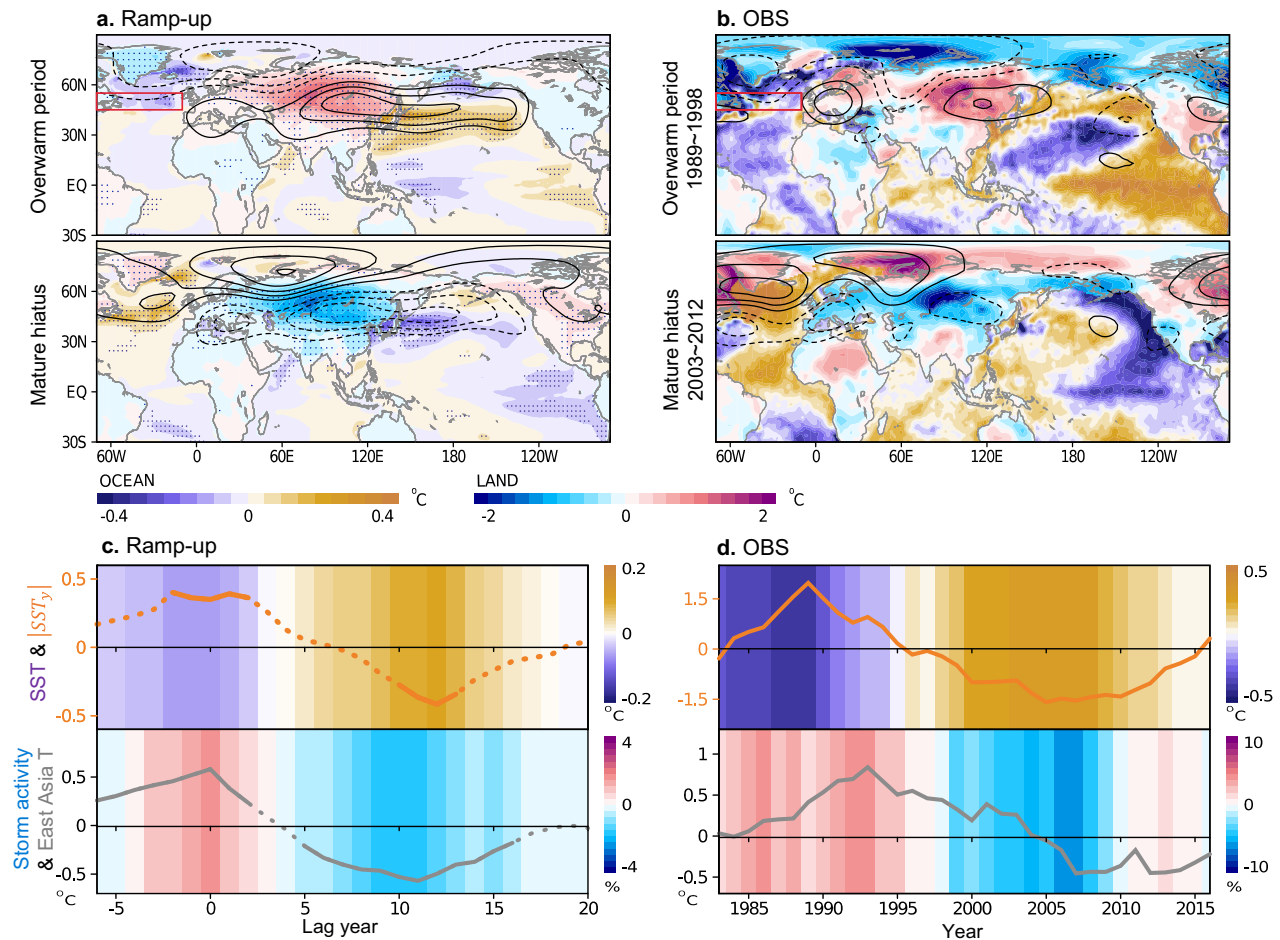 a. Ramp-up
b. OBS
Overwarm period
60N
30N
EQ
30S
Overwarm period
1989~1998
Mature hiatus
60N
30N
EQ
30S
Mature hiatus
2003~2012
60W 0 60E 120E 180 120W
60W 0 60E 120E 180 120W
OCEAN
-0.4 0 0.4 °C
LAND
-2 0 2 °C
c. Ramp-up
d. OBS
SST & |SSTy|
0.5
0
-0.5
0.2
0
-0.2
°C
1.5
0
-1.5
0.5
0
-0.5
°C
Storm activity
& East Asia T
0.5
0
-0.5
°C
4
0
-4
%
1
0.5
0
-0.5
°C
10
0
-10
%
-5 0 5 10 15 20
Lag year
1985 1990 1995 2000 2005 2010 2015
Year